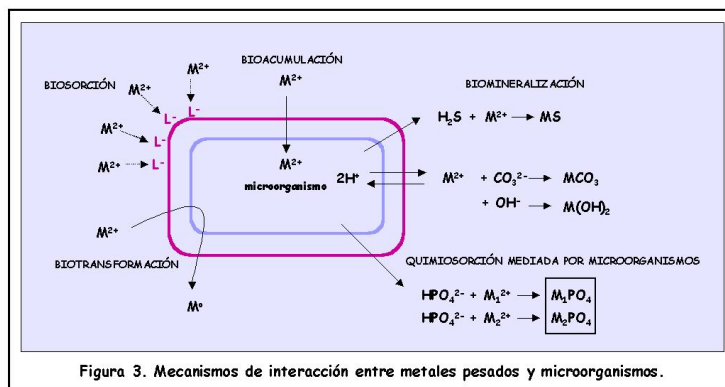 BIOSORCIÓN
M²⁺
M²⁺
L⁻
L⁻
M²⁺
L⁻
M²⁺
L⁻
BIOACUMULACIÓN
M²⁺
M²⁺
microorganismo
2H⁺
BIOMINERALIZACIÓN
H₂S + M²⁺ → MS
M²⁺ + CO₃²⁻ → MCO₃
+ OH⁻ → M(OH)₂
M²⁺
BIOTRANSFORMACIÓN
M⁰
QUIMIOSORCIÓN MEDIADA POR MICROORGANISMOS
HPO₄²⁻ + M₁²⁺ → M₁PO₄
HPO₄²⁻ + M₂²⁺ → M₂PO₄
Figura 3. Mecanismos de interacción entre metales pesados y microorganismos.